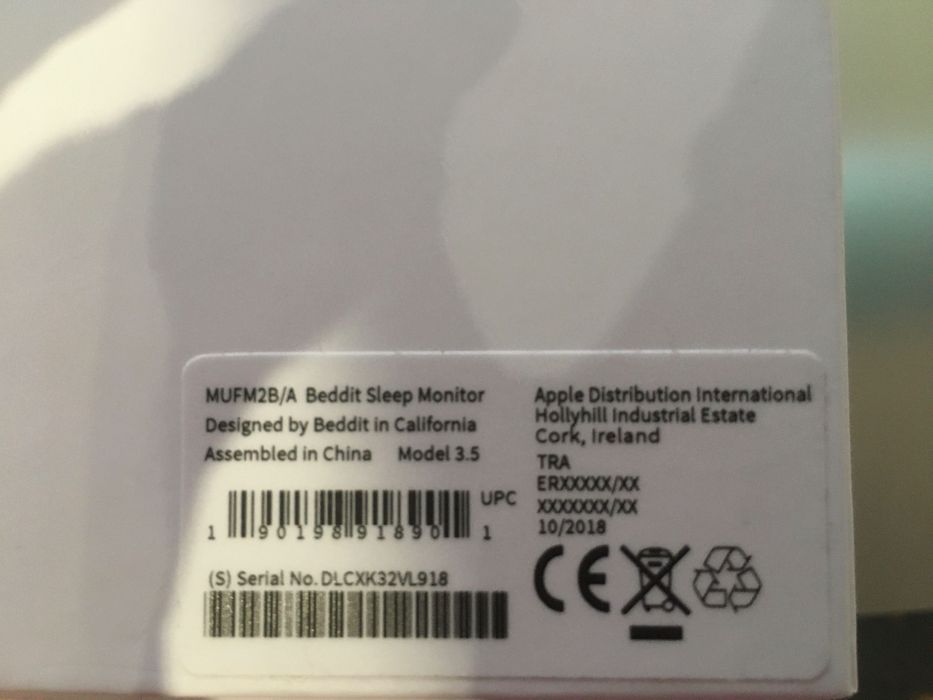 MUFM2B/A Beddit Sleep Monitor
Designed by Beddit in California
Assembled in China Model 3.5
UPC
1 90198 91890 1
(S) Serial No. DLCXK32VL918
Apple Distribution International
Hollyhill Industrial Estate
Cork, Ireland
TRA
ERXXXXX/XX
XXXXXXX/XX
10/2018
CE